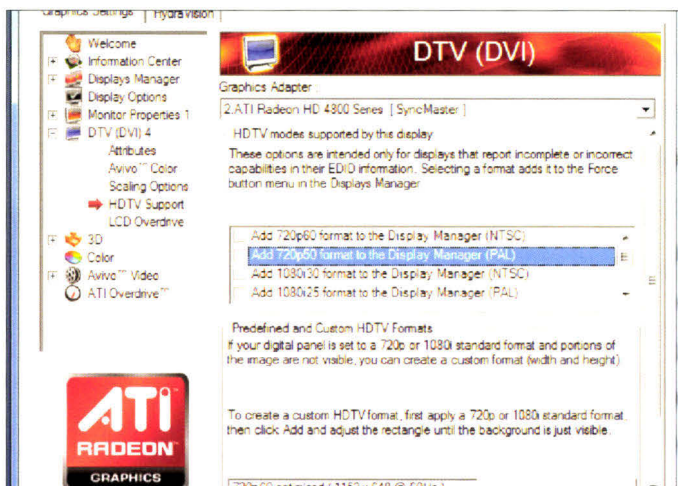 Graphics Settings HydraVision
Welcome
Information Center
Displays Manager
Display Options
Monitor Properties 1
DTV (DVI) 4
Attributes
Avivo™ Color
Scaling Options
HDTV Support
LCD Overdrive
3D
Color
Avivo™ Video
ATI Overdrive™
ATI
RADEON
GRAPHICS
DTV (DVI)
Graphics Adapter :
2.ATI Radeon HD 4800 Series [ SyncMaster ]
HDTV modes supported by this display
These options are intended only for displays that report incomplete or incorrect
capabilities in their EDID information. Selecting a format adds it to the Force
button menu in the Displays Manager
Add 720p60 format to the Display Manager (NTSC)
Add 720p50 format to the Display Manager (PAL)
Add 1080i30 format to the Display Manager (NTSC)
Add 1080i25 format to the Display Manager (PAL)
Predefined and Custom HDTV Formats
If your digital panel is set to a 720p or 1080i standard format and portions of
the image are not visible, you can create a custom format (width and height)
To create a custom HDTV format, first apply a 720p or 1080i standard format,
then click Add and adjust the rectangle until the background is just visible.